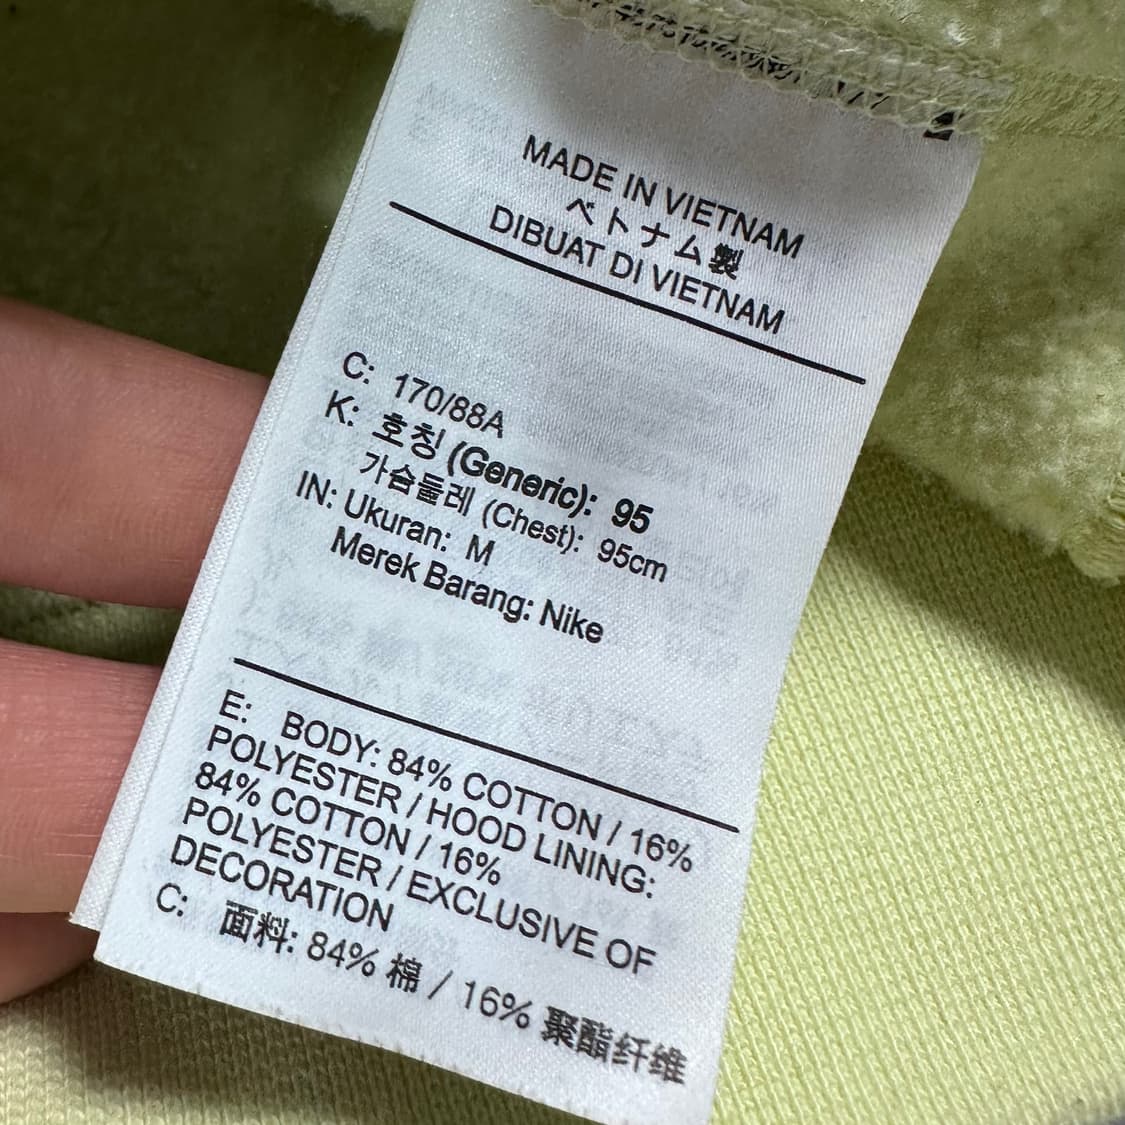 MADE IN VIETNAM
ベトナム製
DIBUAT DI VIETNAM
C: 170/88A
K: 호칭 (Generic): 95
가슴둘레 (Chest): 95cm
IN: Ukuran: M
Merek Barang: Nike
E: BODY: 84% COTTON / 16%
POLYESTER / HOOD LINING:
84% COTTON / 16%
POLYESTER / EXCLUSIVE OF
DECORATION
C: 面料: 84% 棉 / 16% 聚酯纤维